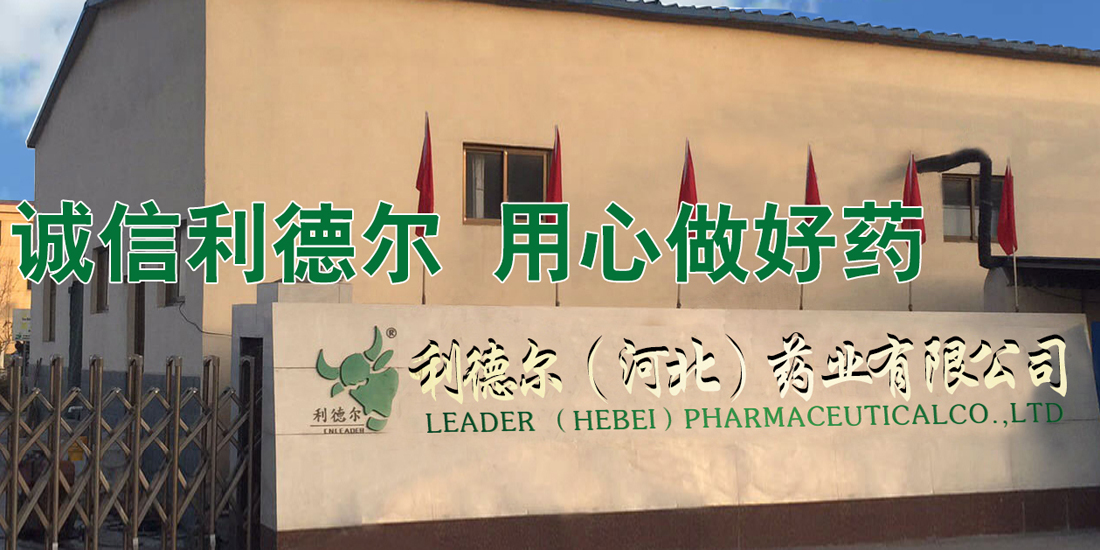 诚信利德尔 用心做好药
®
利德尔
CNLEADER
利德尔（河北）药业有限公司
LEADER （HEBEI）PHARMACEUTICALCO.,LTD